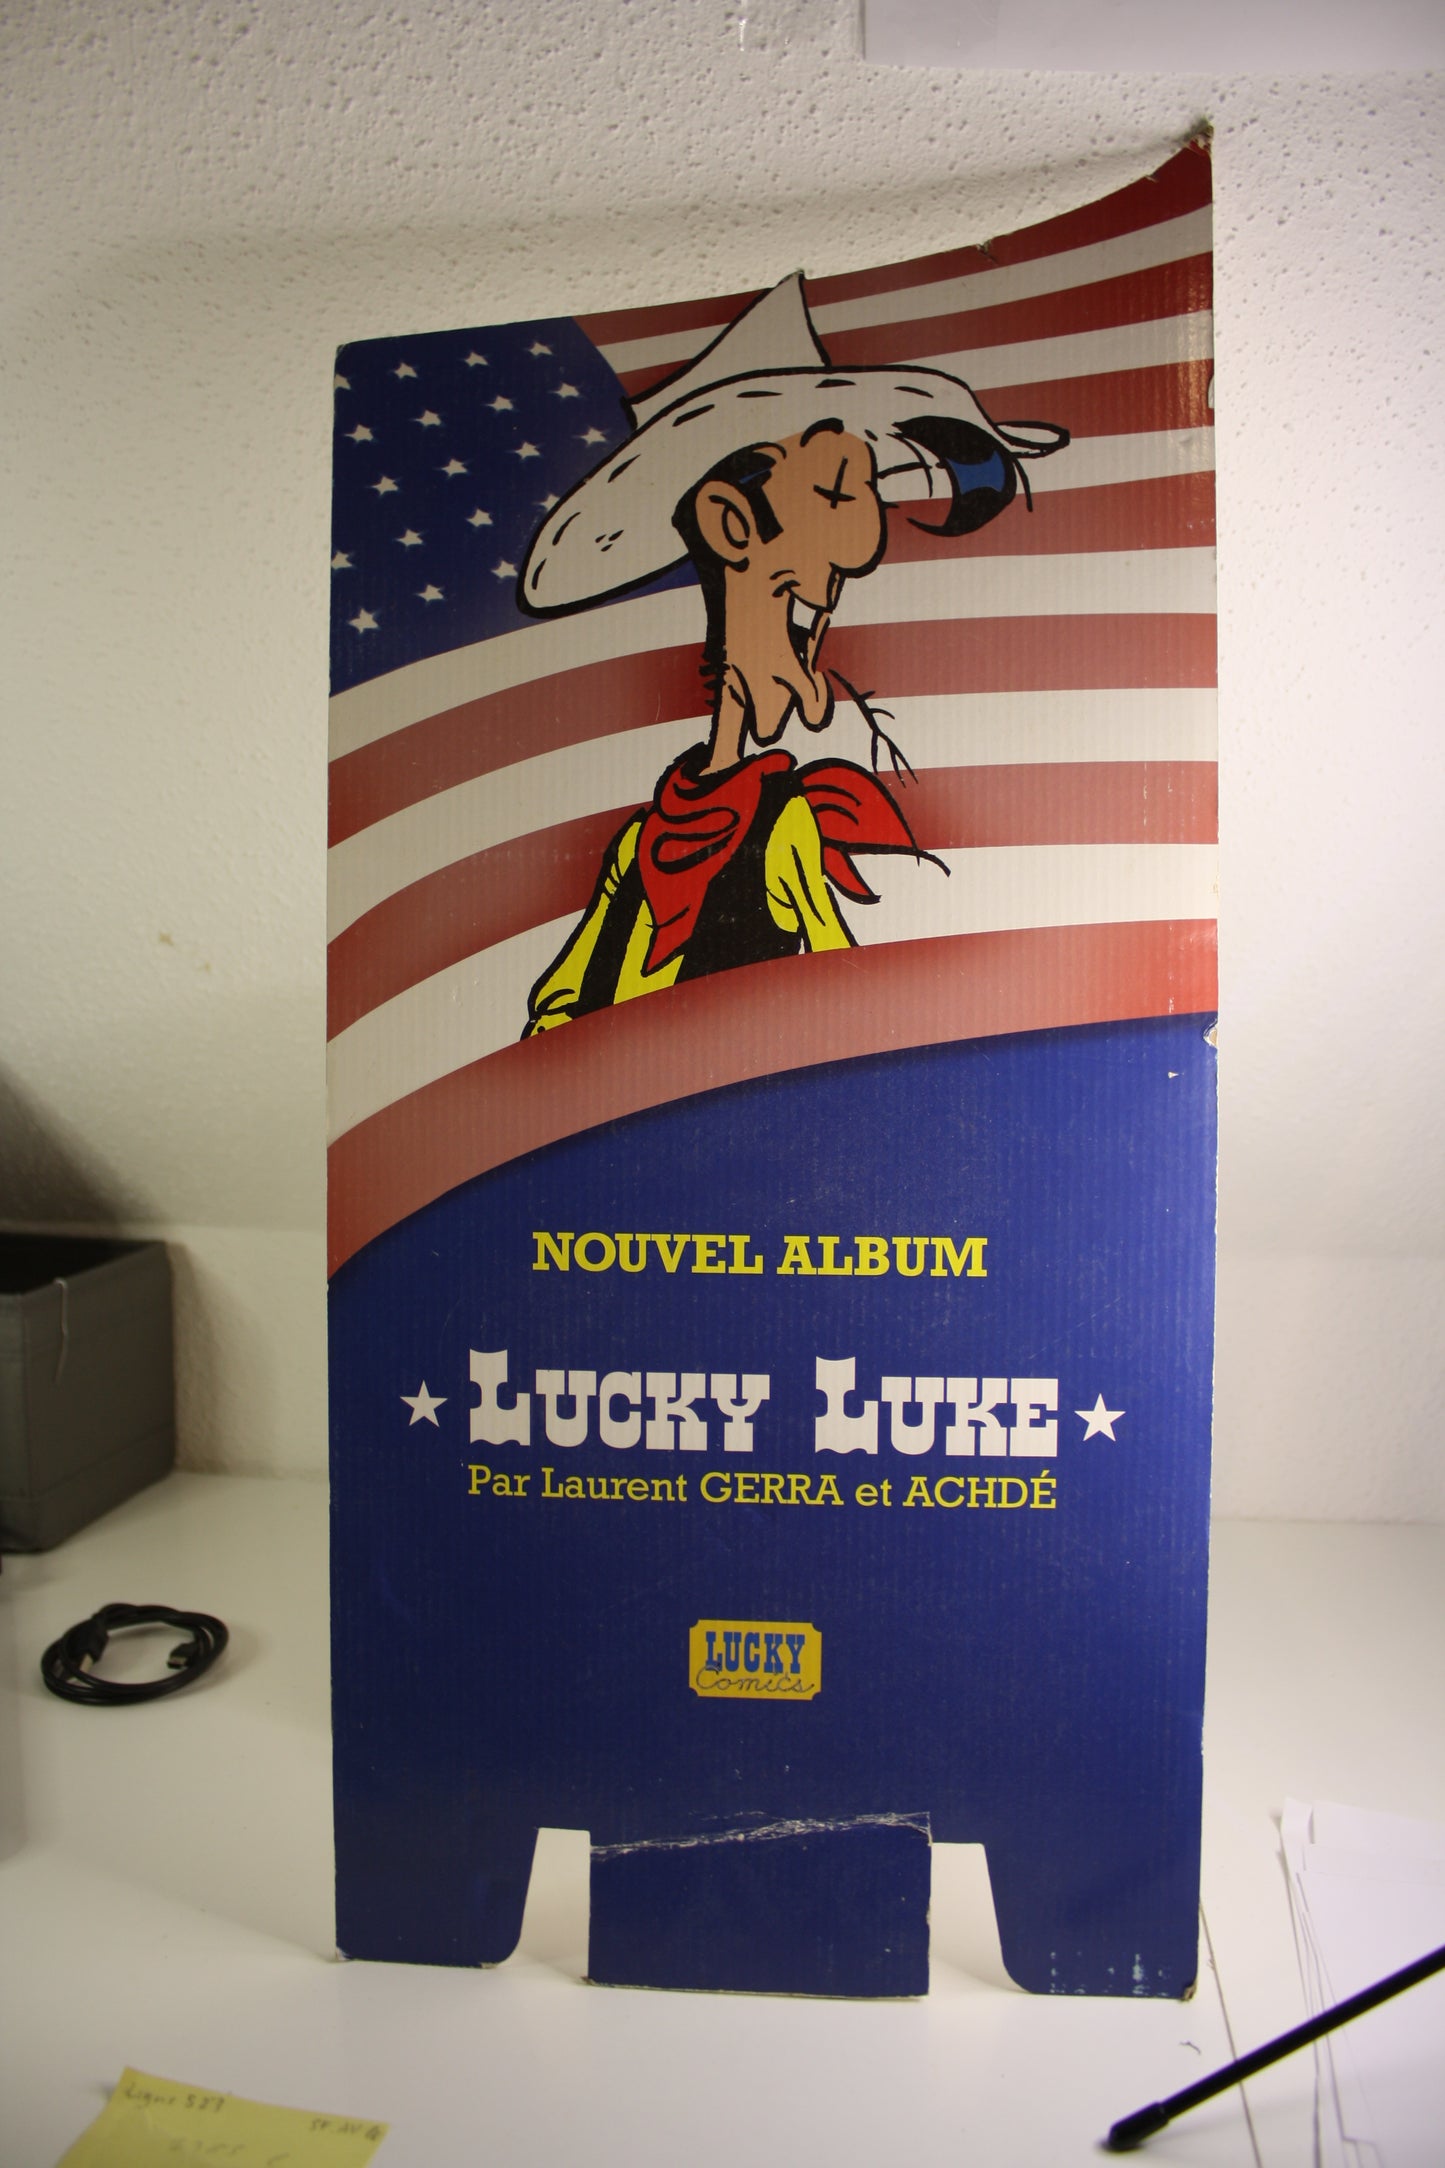 NOUVEL ALBUM
LUCKY LUKE
Par Laurent GERRA et ACHDÉ
LUCKY
Comics